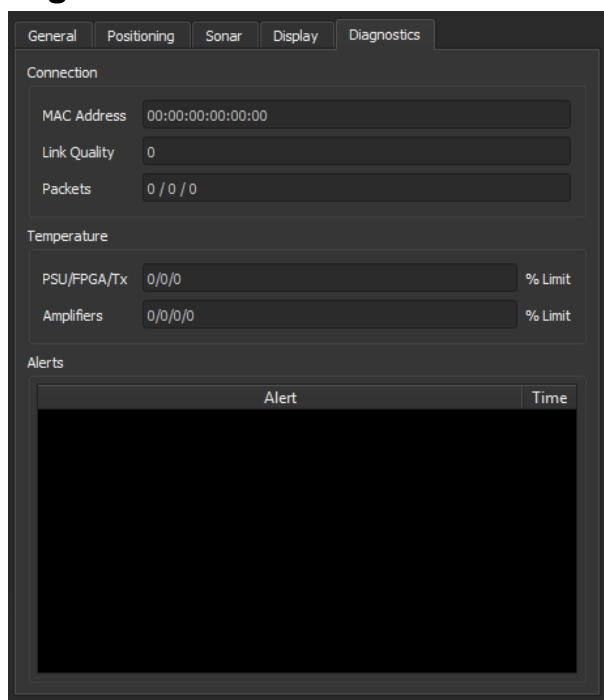 General Positioning Sonar Display Diagnostics
Connection
MAC Address 00:00:00:00:00:00
Link Quality 0
Packets 0 / 0 / 0
Temperature
PSU/FPGA/Tx 0/0/0 % Limit
Amplifiers 0/0/0/0 % Limit
Alerts
Alert Time